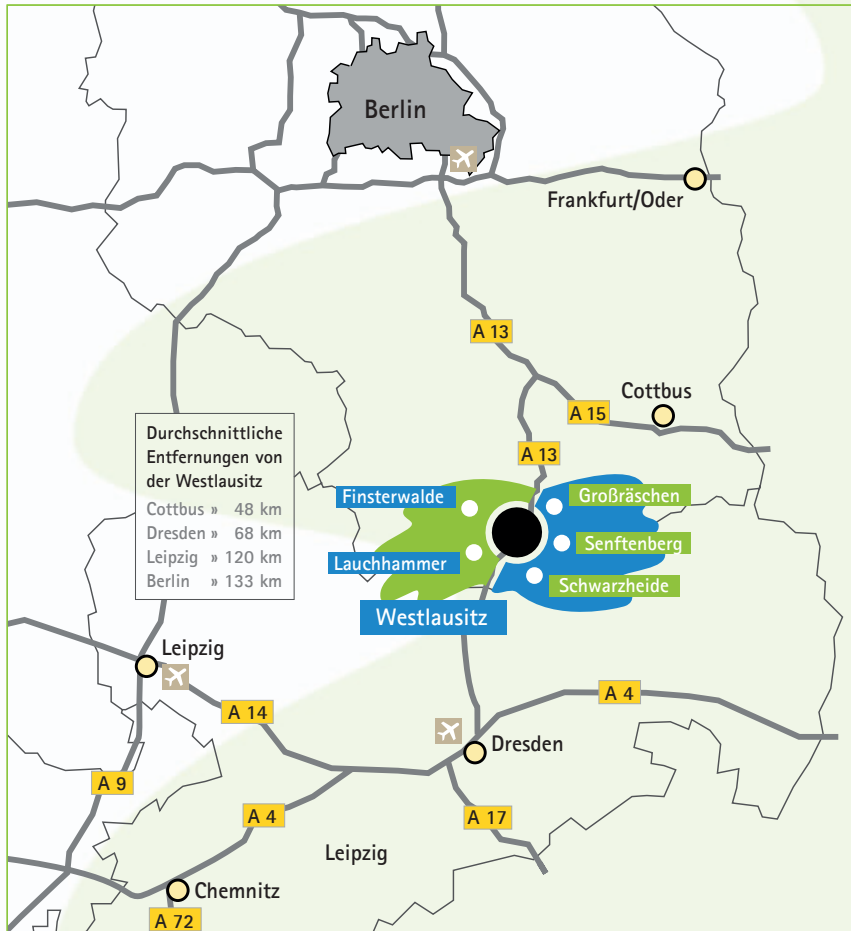 Berlin
Frankfurt/Oder
A 13
Cottbus
A 15
A 13
Durchschnittliche
Entfernungen von
der Westlausitz
Cottbus » 48 km
Dresden » 68 km
Leipzig » 120 km
Berlin » 133 km
Finsterwalde
Großräschen
Senftenberg
Lauchhammer
Schwarzheide
Westlausitz
Leipzig
A 4
A 14
Dresden
A 9
A 4
A 17
Leipzig
Chemnitz
A 72